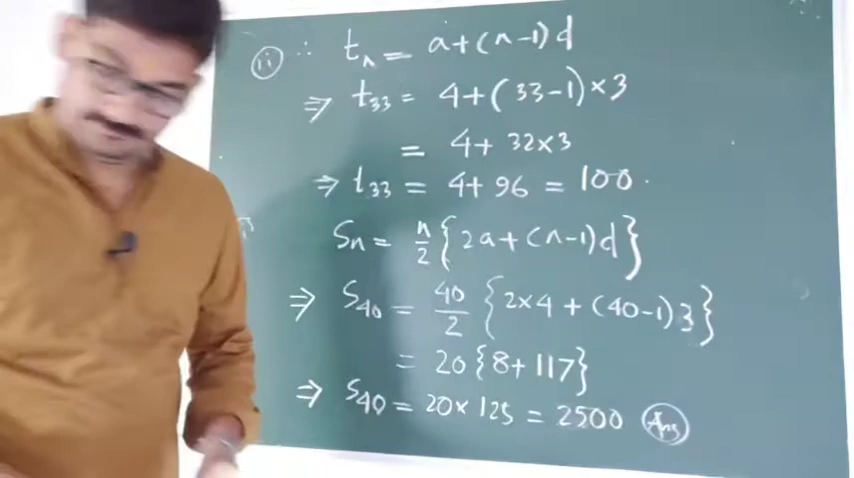 (ii) ∴ tₙ = a+(n-1)d
⇒ t₃₃ = 4+(33-1)×3
= 4+ 32×3
⇒ t₃₃ = 4+ 96 = 100.
Sₙ = n/2 {2a+(n-1)d}
⇒ S₄₀ = 40/2 {2×4 + (40-1)3}
= 20 {8+ 117}
⇒ S₄₀ = 20× 125 = 2500 (Ans)